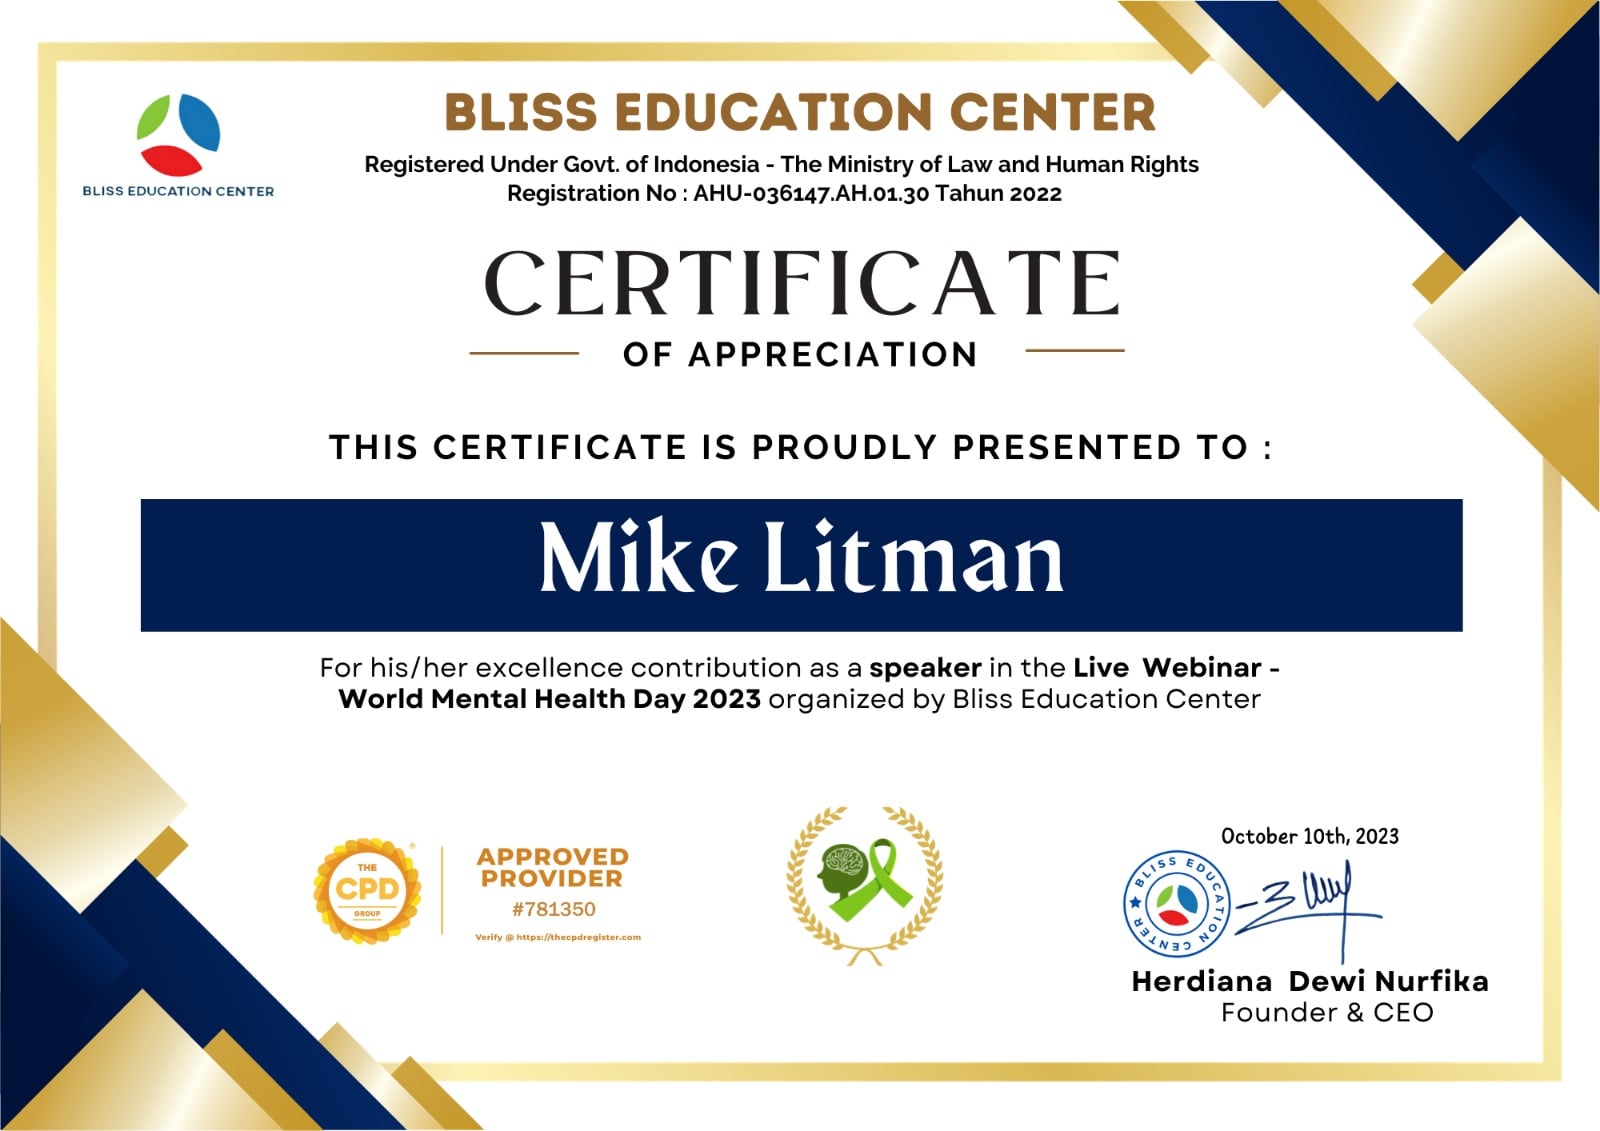 BLISS EDUCATION CENTER
BLISS EDUCATION CENTER
Registered Under Govt. of Indonesia - The Ministry of Law and Human Rights
Registration No : AHU-036147.AH.01.30 Tahun 2022
CERTIFICATE
OF APPRECIATION
THIS CERTIFICATE IS PROUDLY PRESENTED TO :
Mike Litman
For his/her excellence contribution as a speaker in the Live Webinar -
World Mental Health Day 2023 organized by Bliss Education Center
THE
CPD
GROUP
®
APPROVED
PROVIDER
#781350
Verify @ https://thecpdregister.com
October 10th, 2023
BLISS EDUCATION CENTER
Herdiana Dewi Nurfika
Founder & CEO